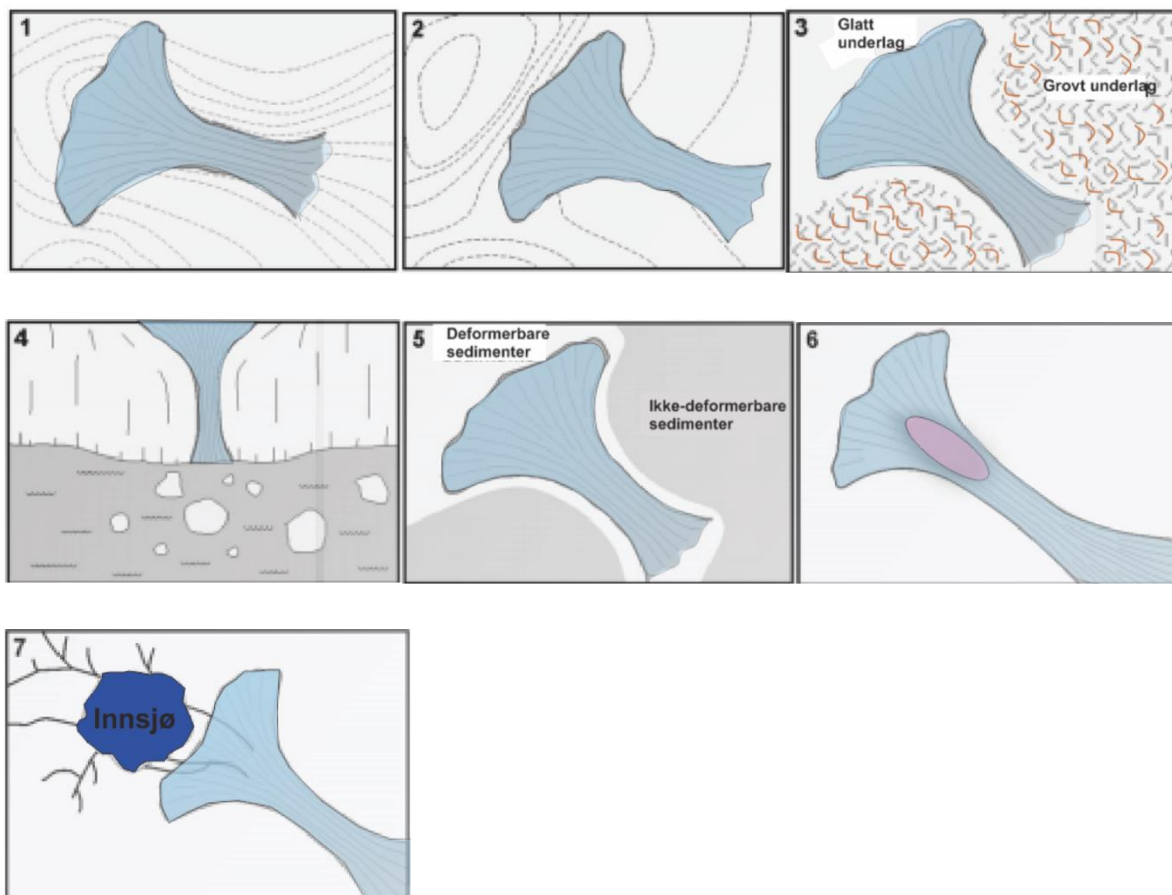 1
2
3
Glatt
underlag
Grovt underlag
4
5
Deformerbare
sedimenter
Ikke-deformerbare
sedimenter
6
7
Innsjø